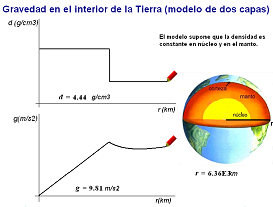 Gravedad en el interior de la Tierra (modelo de dos capas)
d (g/cm3)
El modelo supone que la densidad es
constante en núcleo y en el manto.
d = 4.44 g/cm3
r(km)
g(m/s2)
corteza
manto
núcleo
r
r = 6.36E3km
g = 9.81 m/s2
r(km)